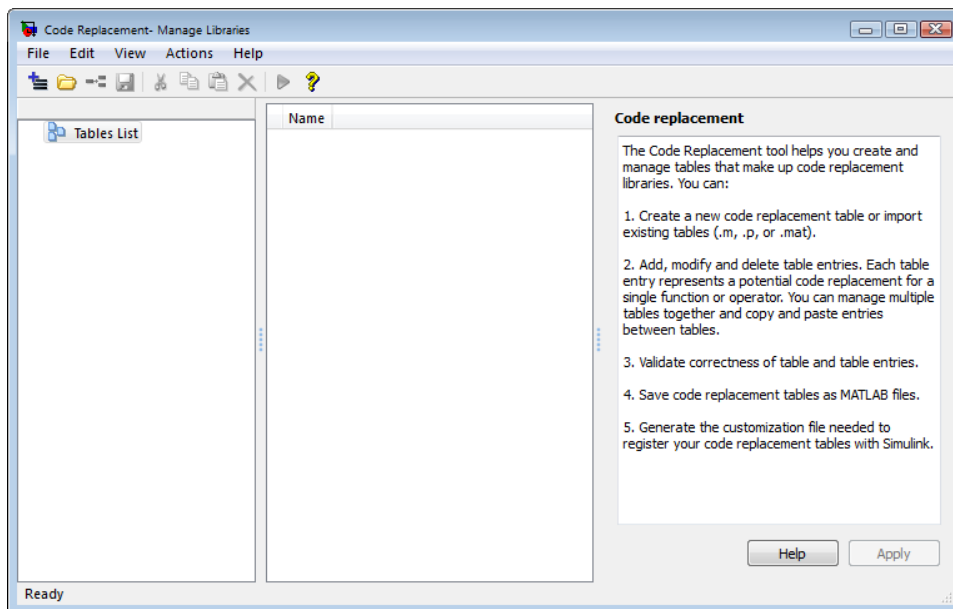 Code Replacement- Manage Libraries
File Edit View Actions Help
Tables List
Name
Code replacement
The Code Replacement tool helps you create and
manage tables that make up code replacement
libraries. You can:
1. Create a new code replacement table or import
existing tables (.m, .p, or .mat).
2. Add, modify and delete table entries. Each table
entry represents a potential code replacement for a
single function or operator. You can manage multiple
tables together and copy and paste entries
between tables.
3. Validate correctness of table and table entries.
4. Save code replacement tables as MATLAB files.
5. Generate the customization file needed to
register your code replacement tables with Simulink.
Help Apply
Ready